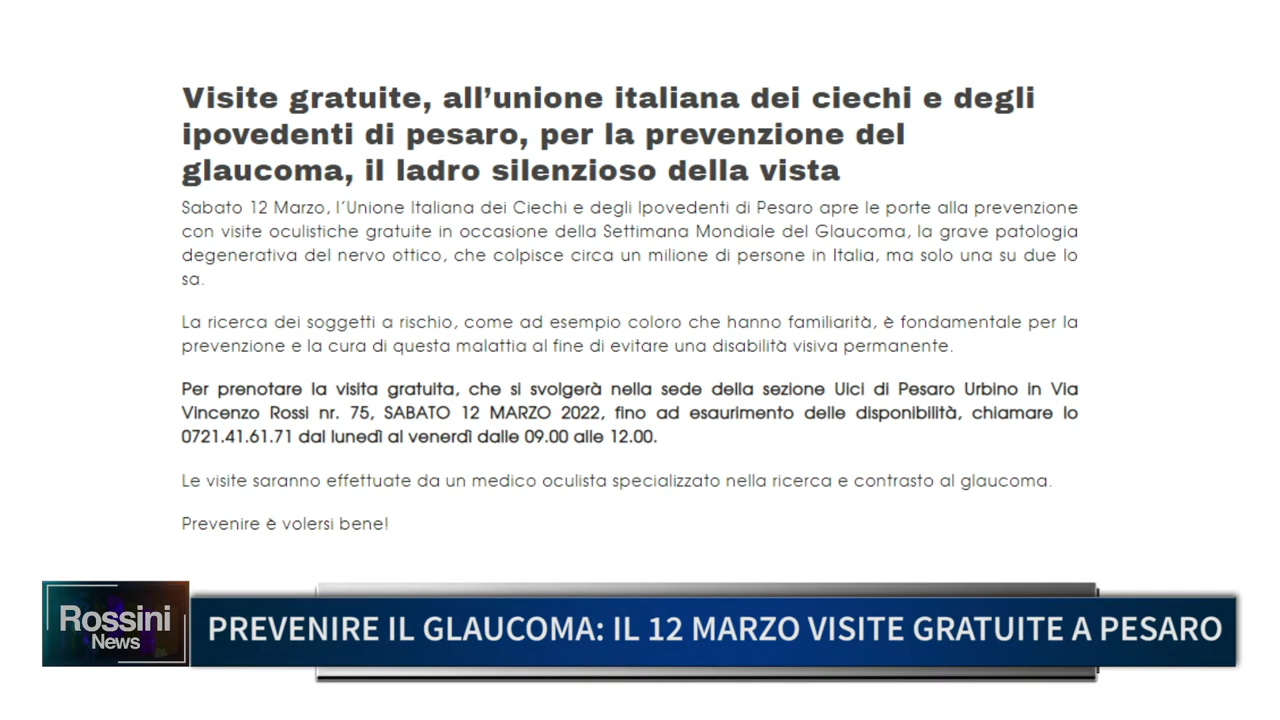 Visite gratuite, all’unione italiana dei ciechi e degli
ipovedenti di pesaro, per la prevenzione del
glaucoma, il ladro silenzioso della vista
Sabato 12 Marzo, l’Unione Italiana dei Ciechi e degli Ipovedenti di Pesaro apre le porte alla prevenzione
con visite oculistiche gratuite in occasione della Settimana Mondiale del Glaucoma, la grave patologia
degenerativa del nervo ottico, che colpisce circa un milione di persone in Italia, ma solo una su due lo
sa.
La ricerca dei soggetti a rischio, come ad esempio coloro che hanno familiarità, è fondamentale per la
prevenzione e la cura di questa malattia al fine di evitare una disabilità visiva permanente.
Per prenotare la visita gratuita, che si svolgerà nella sede della sezione Uici di Pesaro Urbino in Via
Vincenzo Rossi nr. 75, SABATO 12 MARZO 2022, fino ad esaurimento delle disponibilità, chiamare lo
0721.41.61.71 dal lunedì al venerdì dalle 09.00 alle 12.00.
Le visite saranno effettuate da un medico oculista specializzato nella ricerca e contrasto al glaucoma.
Prevenire è volersi bene!
Rossini
News
PREVENIRE IL GLAUCOMA: IL 12 MARZO VISITE GRATUITE A PESARO